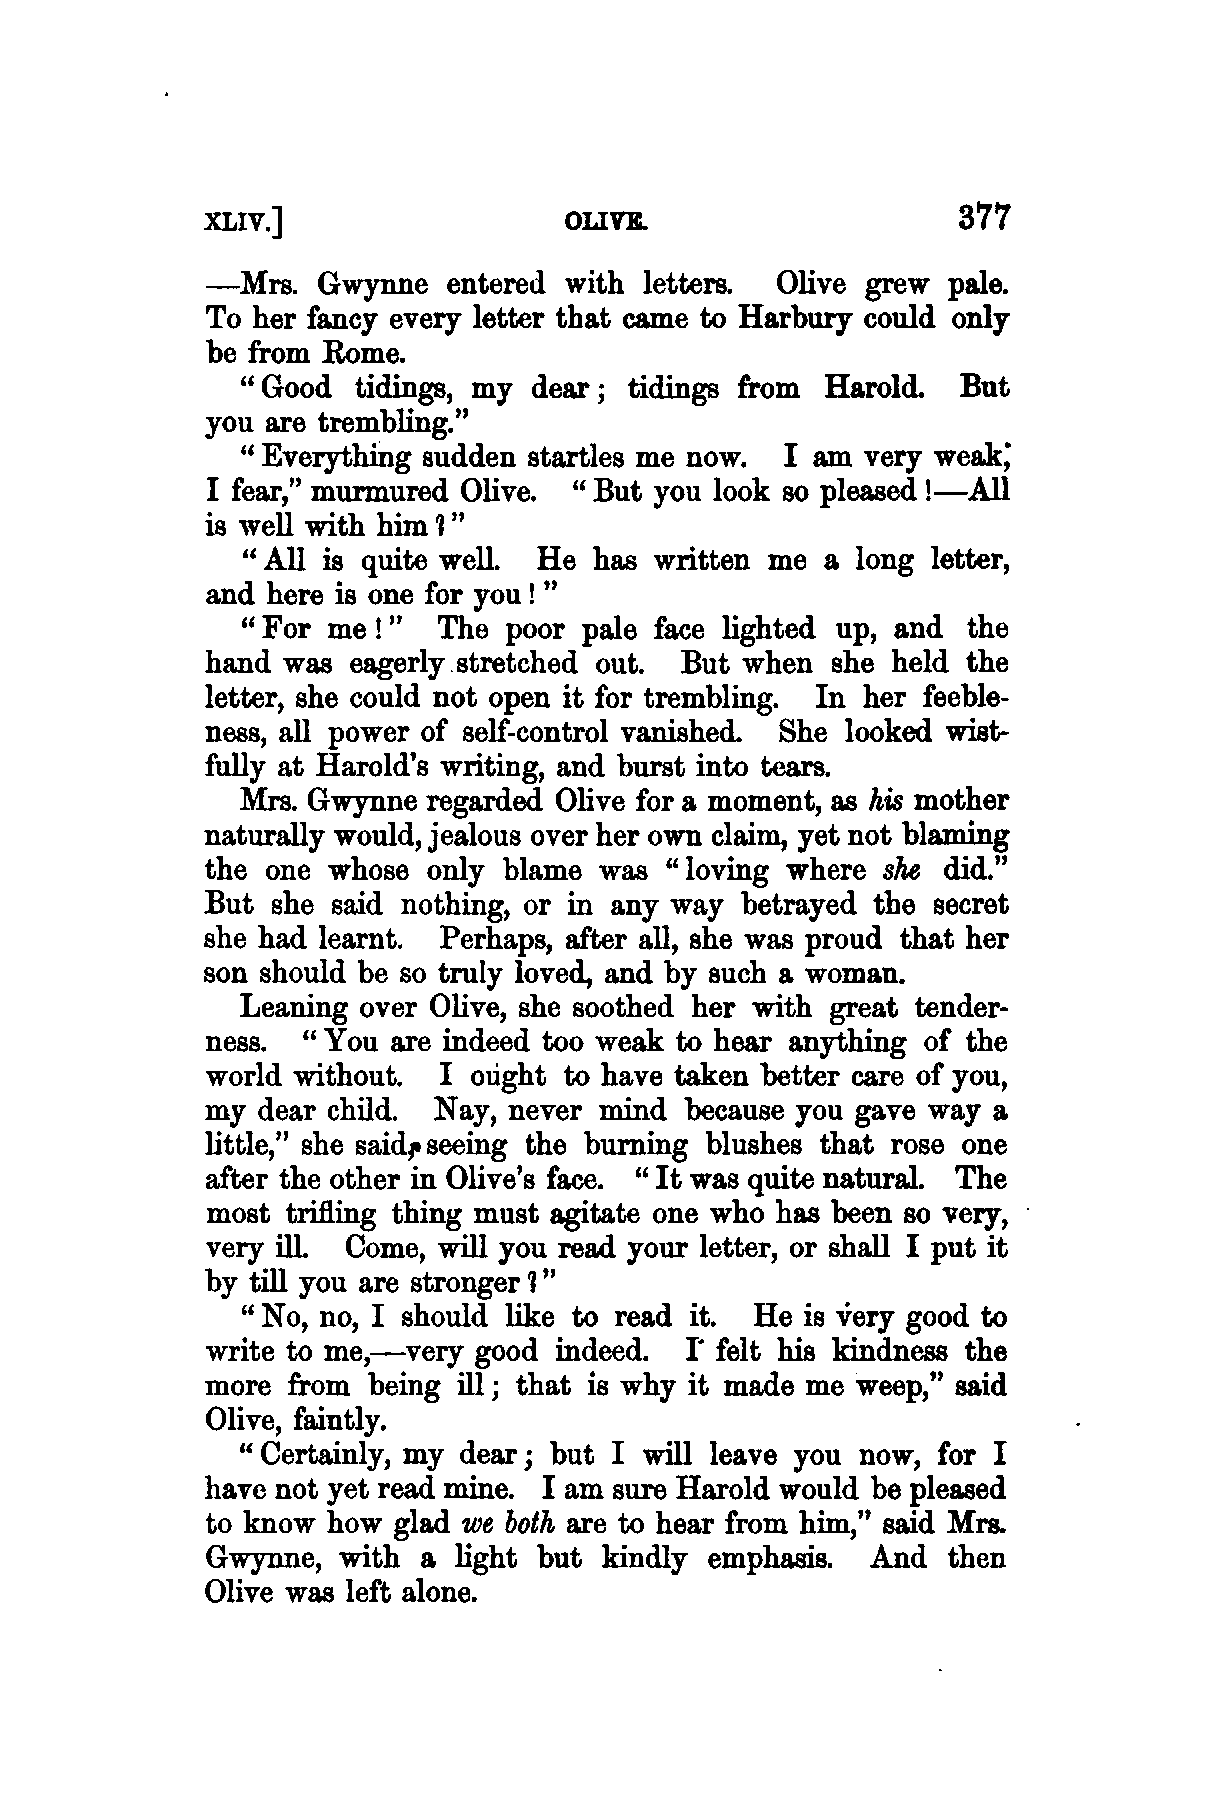 XLIV.] OLIVE. 377
—Mrs. Gwynne entered with letters. Olive grew pale.
To her fancy every letter that came to Harbury could only
be from Rome.
“Good tidings, my dear; tidings from Harold. But
you are trembling.”
“Everything sudden startles me now. I am very weak,
I fear,” murmured Olive. “But you look so pleased!—All
is well with him?”
“All is quite well. He has written me a long letter,
and here is one for you!”
“For me!” The poor pale face lighted up, and the
hand was eagerly stretched out. But when she held the
letter, she could not open it for trembling. In her feeble-
ness, all power of self-control vanished. She looked wist-
fully at Harold’s writing, and burst into tears.
Mrs. Gwynne regarded Olive for a moment, as his mother
naturally would, jealous over her own claim, yet not blaming
the one whose only blame was “loving where she did.”
But she said nothing, or in any way betrayed the secret
she had learnt. Perhaps, after all, she was proud that her
son should be so truly loved, and by such a woman.
Leaning over Olive, she soothed her with great tender-
ness. “You are indeed too weak to hear anything of the
world without. I ought to have taken better care of you,
my dear child. Nay, never mind because you gave way a
little,” she said, seeing the burning blushes that rose one
after the other in Olive’s face. “It was quite natural. The
most trifling thing must agitate one who has been so very,
very ill. Come, will you read your letter, or shall I put it
by till you are stronger?”
“No, no, I should like to read it. He is very good to
write to me,—very good indeed. I felt his kindness the
more from being ill; that is why it made me weep,” said
Olive, faintly.
“Certainly, my dear; but I will leave you now, for I
have not yet read mine. I am sure Harold would be pleased
to know how glad we both are to hear from him,” said Mrs.
Gwynne, with a light but kindly emphasis. And then
Olive was left alone.